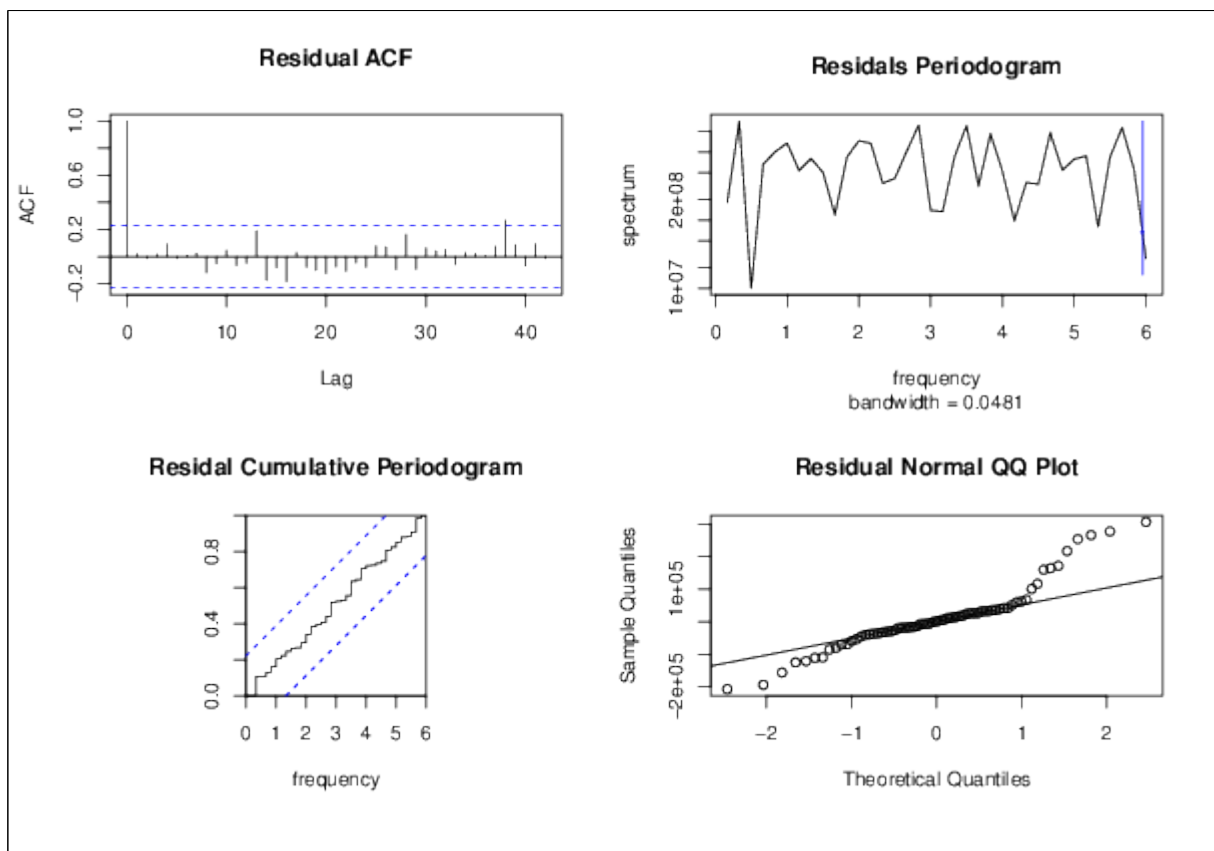 Residual ACF
ACF
1.0
0.6
0.2
−0.2
0 10 20 30 40
Lag
Residals Periodogram
spectrum
2e+08
1e+07
0 1 2 3 4 5 6
frequency
bandwidth = 0.0481
Residal Cumulative Periodogram
0.8
0.4
0.0
0 1 2 3 4 5 6
frequency
Residual Normal QQ Plot
Sample Quantiles
1e+05
−2e+05
−2 −1 0 1 2
Theoretical Quantiles